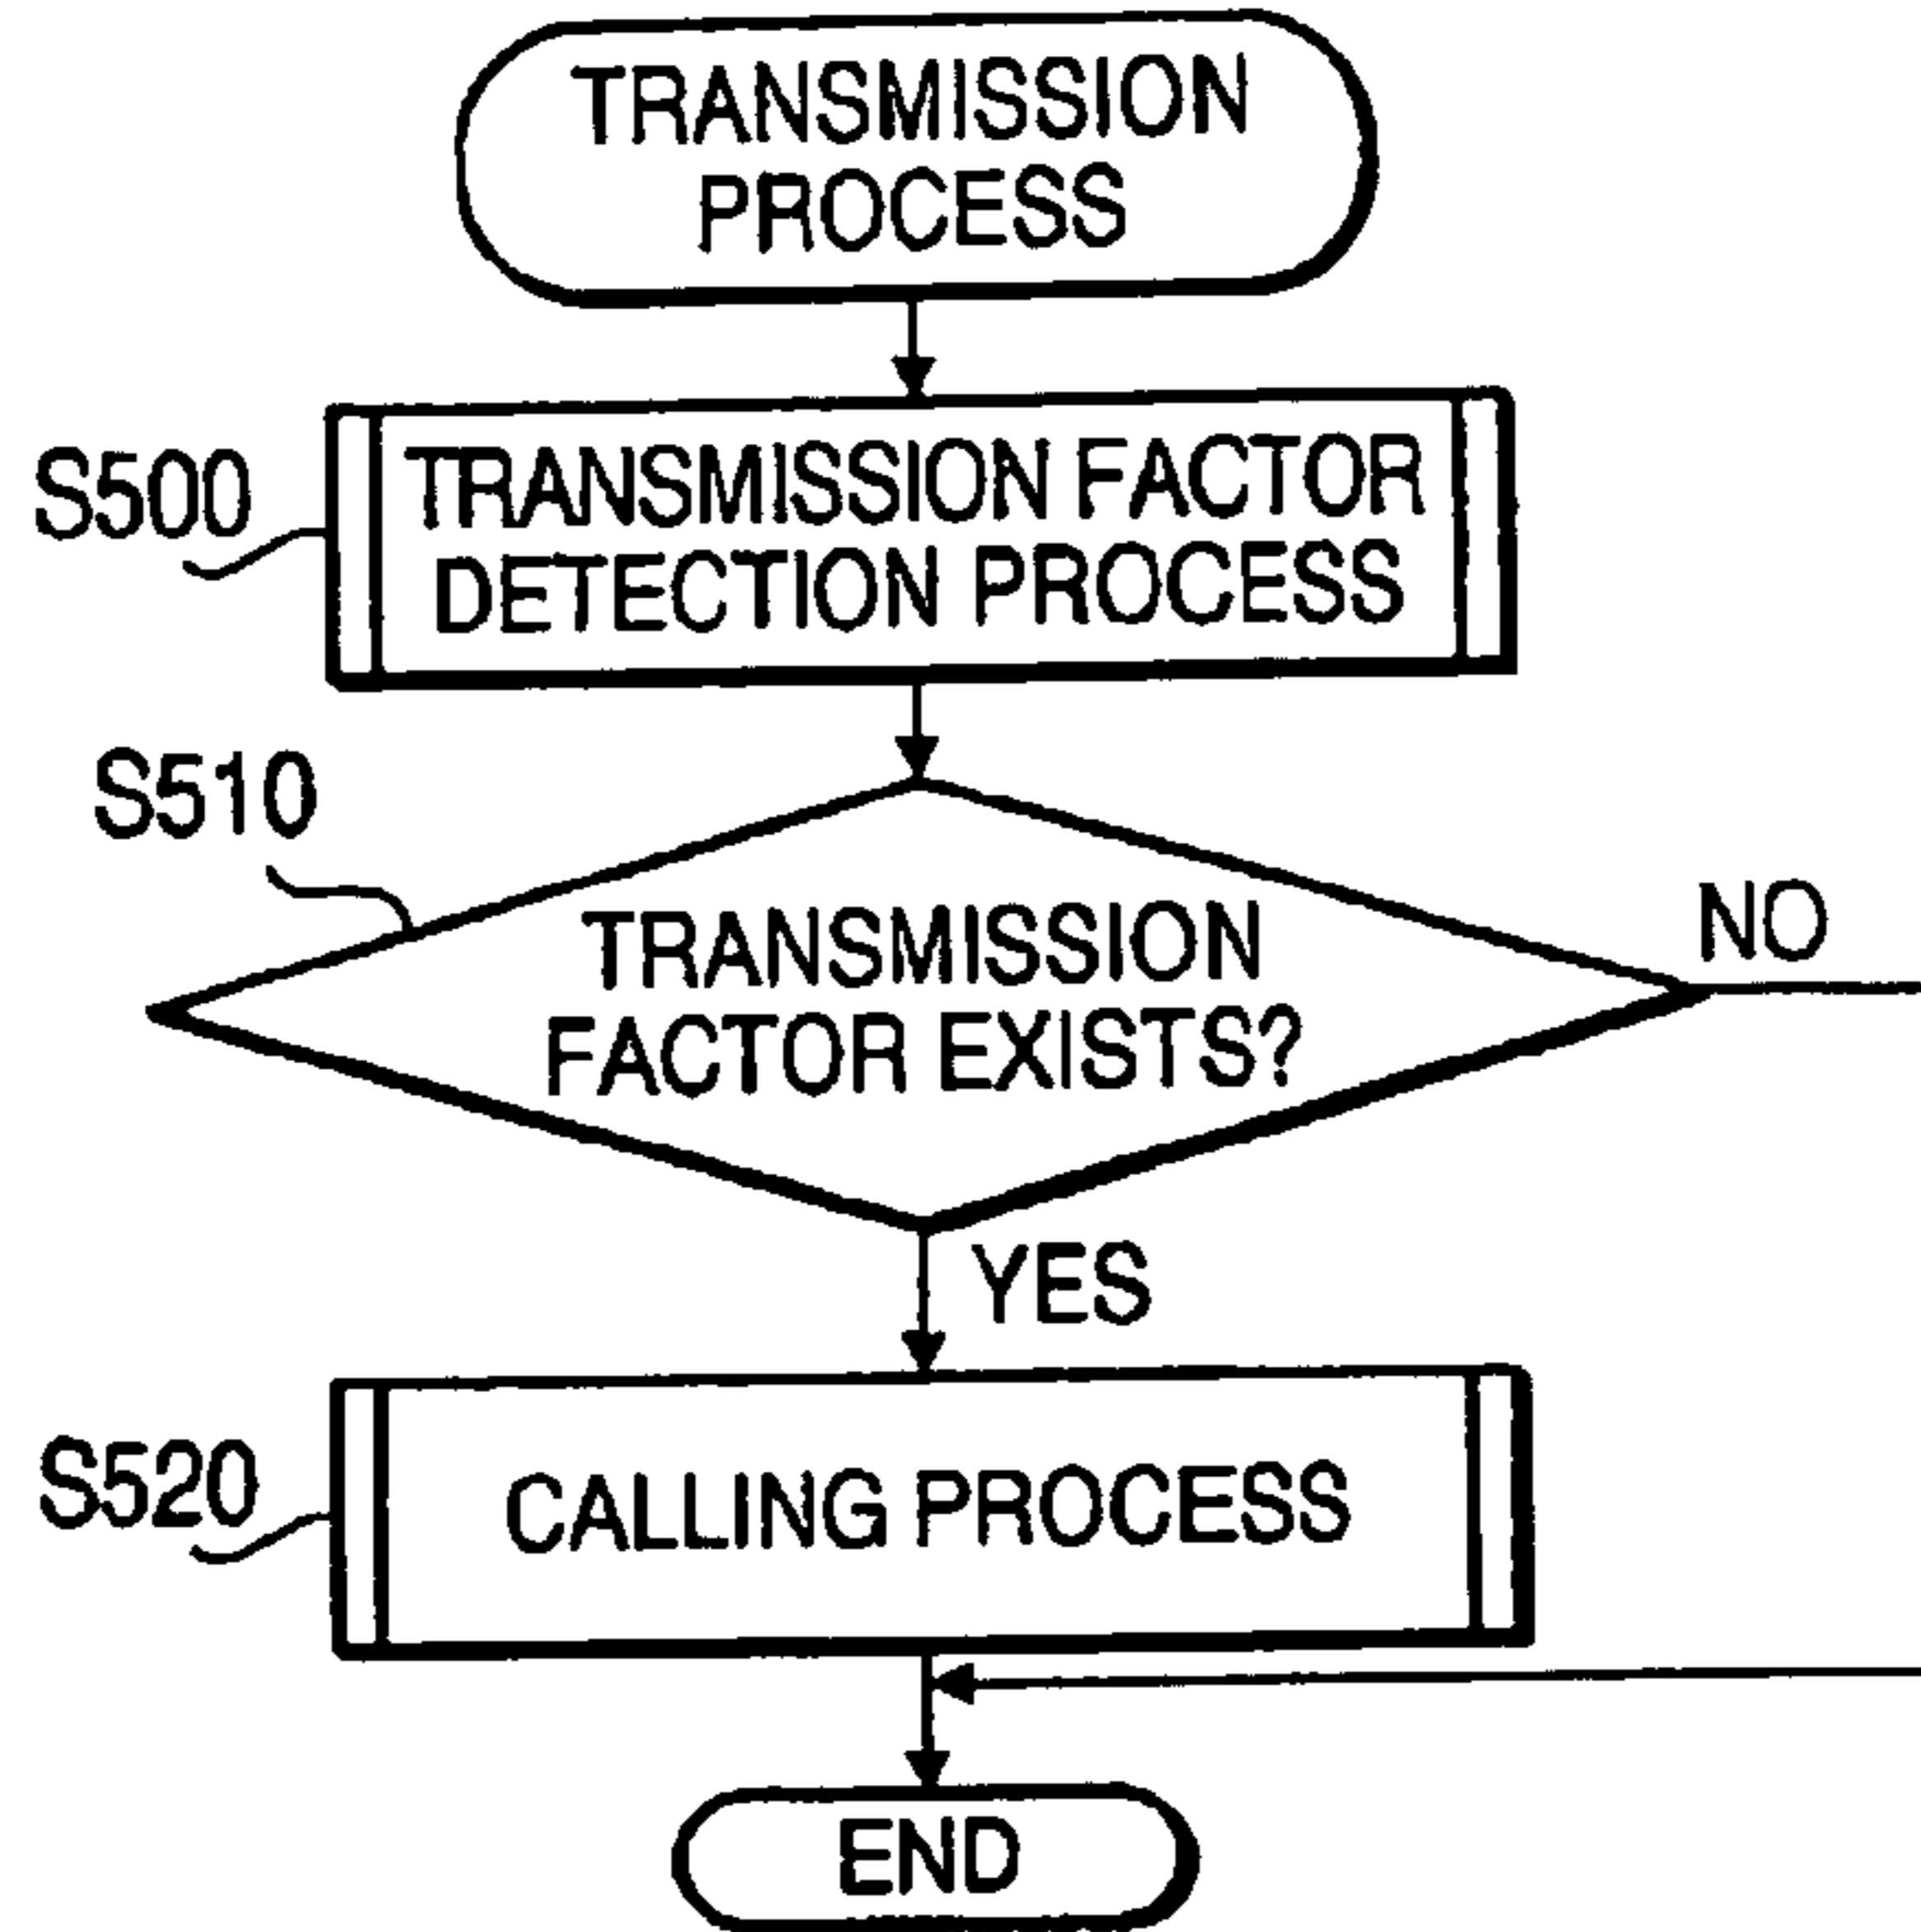 TRANSMISSION
PROCESS
S500
TRANSMISSION FACTOR
DETECTION PROCESS
S510
TRANSMISSION
FACTOR EXISTS?
NO
YES
S520
CALLING PROCESS
END